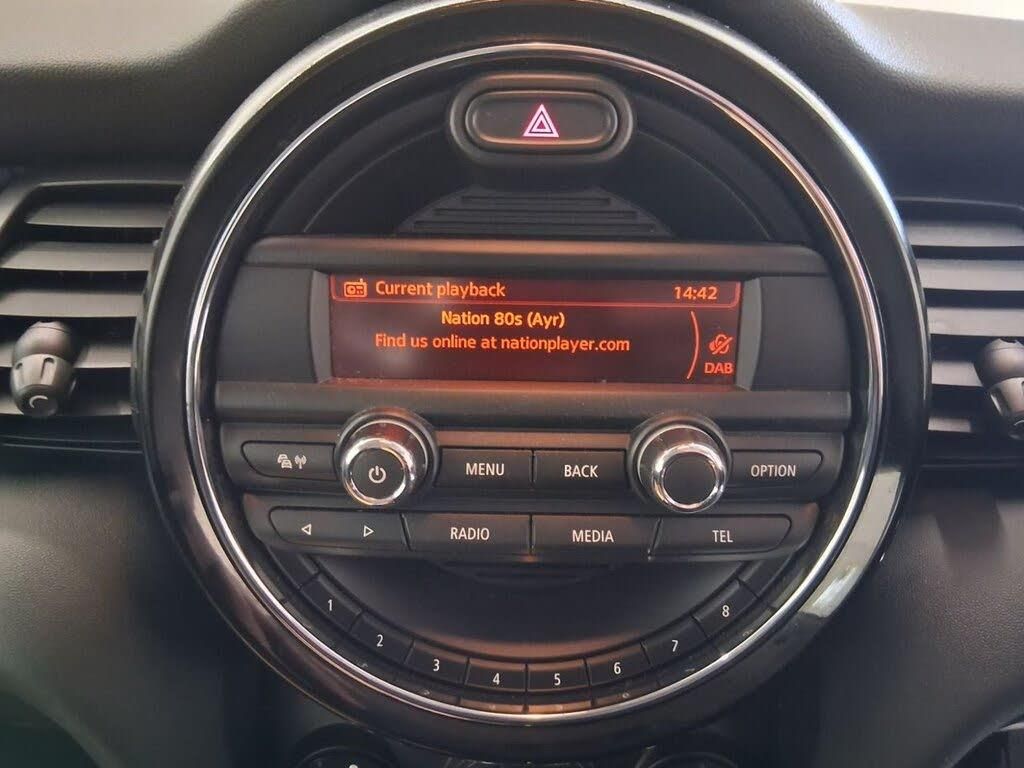 Current playback 14:42
Nation 80s (Ayr)
Find us online at nationplayer.com
DAB
MENU BACK OPTION
RADIO MEDIA TEL
1 2 3 4 5 6 7 8